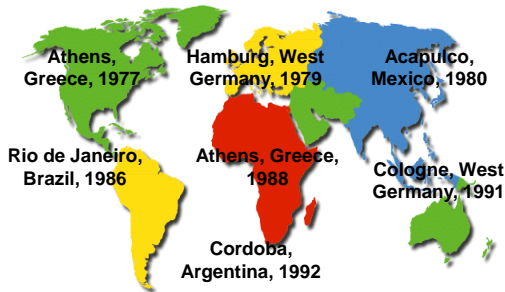 Athens,
Greece, 1977
Hamburg, West
Germany, 1979
Acapulco,
Mexico, 1980
Rio de Janeiro,
Brazil, 1986
Athens, Greece,
1988
Cologne, West
Germany, 1991
Cordoba,
Argentina, 1992